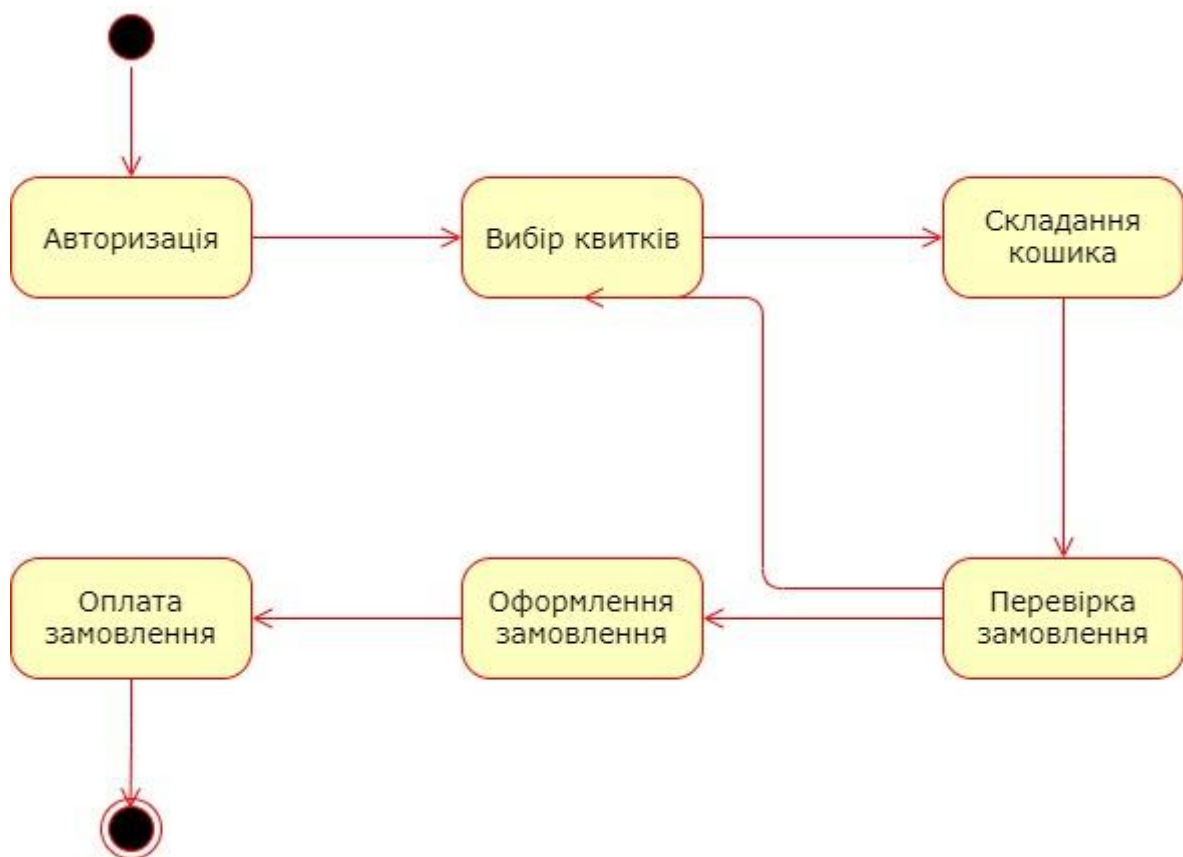 Авторизація
Вибір квитків
Складання
кошика
Оплата
замовлення
Оформлення
замовлення
Перевірка
замовлення